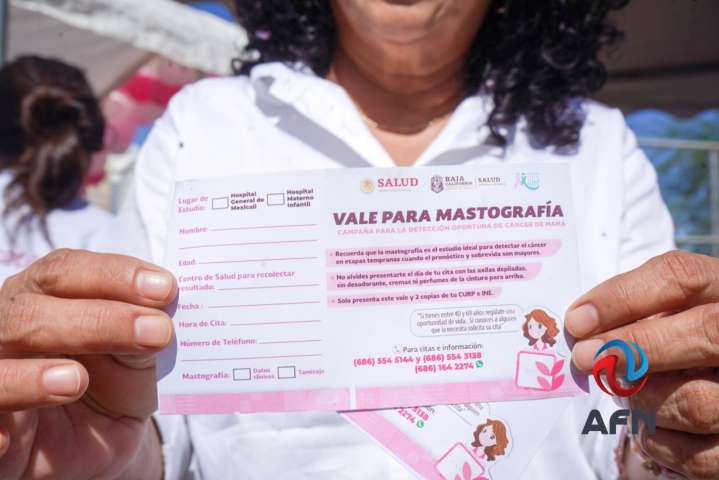 Lugar de
Estudio:
Hospital
General de
Mexicali
Hospital
Materno
Infantil
Nombre:
Edad:
Centro de Salud para recolectar
resultado:
Fecha :
Hora de Cita:
Número de Teléfono:
Mastografía:
Datos
clínicos
Tamizaje
SALUD
BAJA
CALIFORNIA
SALUD
VALE PARA MASTOGRAFÍA
CAMPAÑA PARA LA DETECCIÓN OPORTUNA DE CÁNCER DE MAMA
• Recuerda que la mastografía es el estudio ideal para detectar el cáncer
en etapas tempranas cuando el pronóstico y sobrevida son mayores.
• No olvides presentarte el día de tu cita con las axilas depiladas,
sin desodorante, cremas ni perfumes de la cintura para arriba.
• Solo presenta este vale y 2 copias de tu CURP e INE.
"Si tienes entre 40 y 69 años regálate una
oportunidad de vida. Si conoces a alguien
que la necesita solicita su cita"
Para citas e información:
(686) 554 5144 y (686) 554 3138
(686) 164 2274
3138
2274
AFN